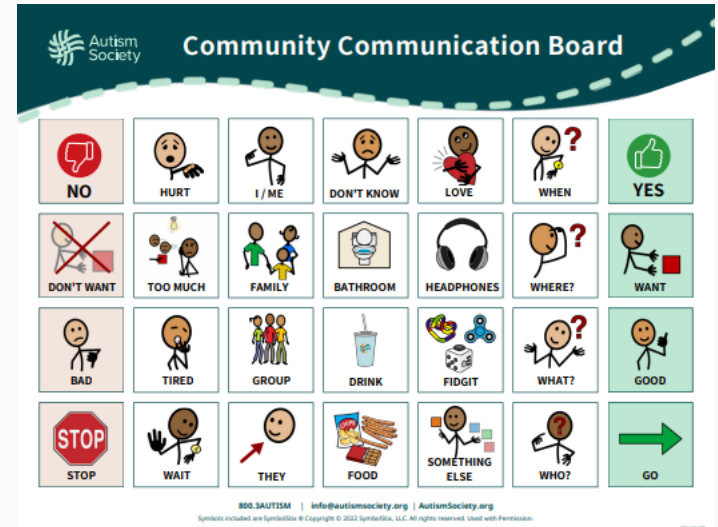 Autism
Society
Community Communication Board
NO
HURT
I / ME
DON'T KNOW
LOVE
WHEN
YES
DON'T WANT
TOO MUCH
FAMILY
BATHROOM
HEADPHONES
WHERE?
WANT
BAD
TIRED
GROUP
DRINK
FIDGIT
WHAT?
GOOD
STOP
STOP
WAIT
THEY
FOOD
SOMETHING
ELSE
WHO?
GO
800.3AUTISM | info@autismsociety.org | AutismSociety.org
Symbols included are SymbolStix ® Copyright © 2022 SymbolStix, LLC. All rights reserved. Used with Permission.